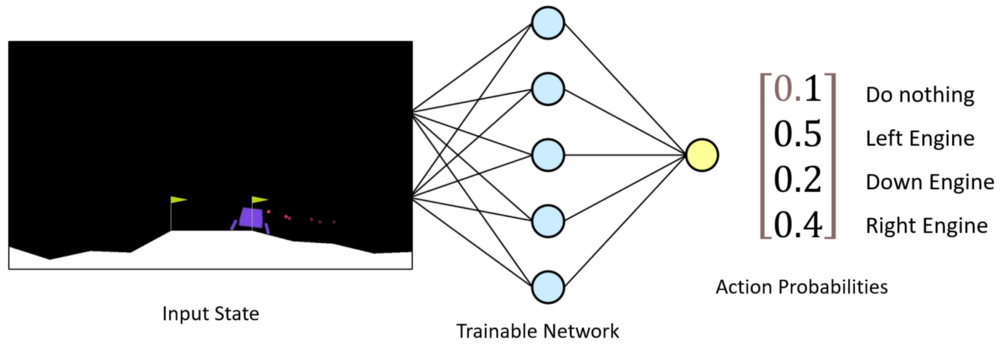 0.1 Do nothing
0.5 Left Engine
0.2 Down Engine
0.4 Right Engine
Action Probabilities
Input State
Trainable Network